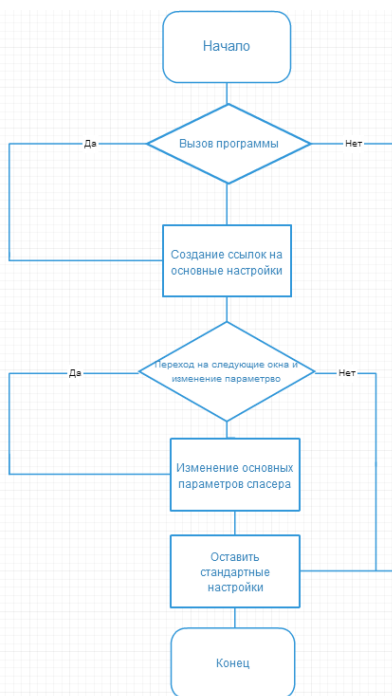 Начало
Вызов программы
Да
Нет
Создание ссылок на
основные настройки
Переход на следующие окна и
изменение параметрво
Да
Нет
Изменение основных
параметров сласера
Оставить
стандартные
настройки
Конец